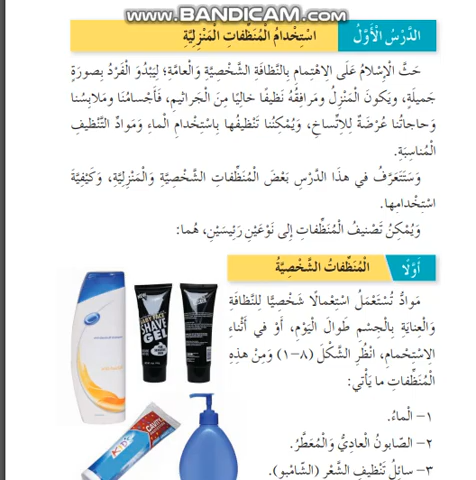 www.BANDICAM.com
الدَّرْسُ الْأَوَّلُ
اسْتِخْدامُ الْمُنَظِّفاتِ الْمَنْزِلِيَّةِ
حَثَّ الْإِسْلامُ عَلَى الِاهْتِمامِ بِالنَّظافَةِ الشَّخْصِيَّةِ وَالْعامَّةِ؛ لِيَبْدُوَ الْفَرْدُ بِصورَةٍ
جَميلَةٍ، وَيَكونَ الْمَنْزِلُ وَمَرافِقُهُ نَظيفًا خالِيًا مِنَ الْجَراثيمِ، فَأَجْسامُنا وَمَلابِسُنا
وَحاجاتُنا عُرْضَةٌ لِلِاتِّساخِ، وَيُمْكِنُنا تَنْظيفُها بِاسْتِخْدامِ الْماءِ وَمَوادِّ التَّنْظيفِ
الْمُناسِبَةِ.
وَسَتَتَعَرَّفُ في هذَا الدَّرْسِ بَعْضَ الْمُنَظِّفاتِ الشَّخْصِيَّةِ وَالْمَنْزِلِيَّةِ، وَكَيْفِيَّةَ
اسْتِخْدامِها.
وَيُمْكِنُ تَصْنيفُ الْمُنَظِّفاتِ إِلى نَوْعَيْنِ رَئيسَيْنِ، هُما:
أَوَّلًا
الْمُنَظِّفاتُ الشَّخْصِيَّةُ
مَوادُّ تُسْتَعْمَلُ اسْتِعْمالًا شَخْصِيًّا لِلنَّظافَةِ
وَالْعِنايَةِ بِالْجِسْمِ طَوالَ الْيَوْمِ، أَوْ في أَثْناءِ
الِاسْتِحْمامِ، انْظُرِ الشَّكْلَ (٨-١) وَمِنْ هذِهِ
الْمُنَظِّفاتِ ما يَأْتي:
١- الْماءُ.
٢- الصّابونُ الْعادِيُّ وَالْمُعَطَّرُ.
٣- سائِلُ تَنْظيفِ الشَّعْرِ (الشّامْبو).
SHAVE
GEL
CAVITY